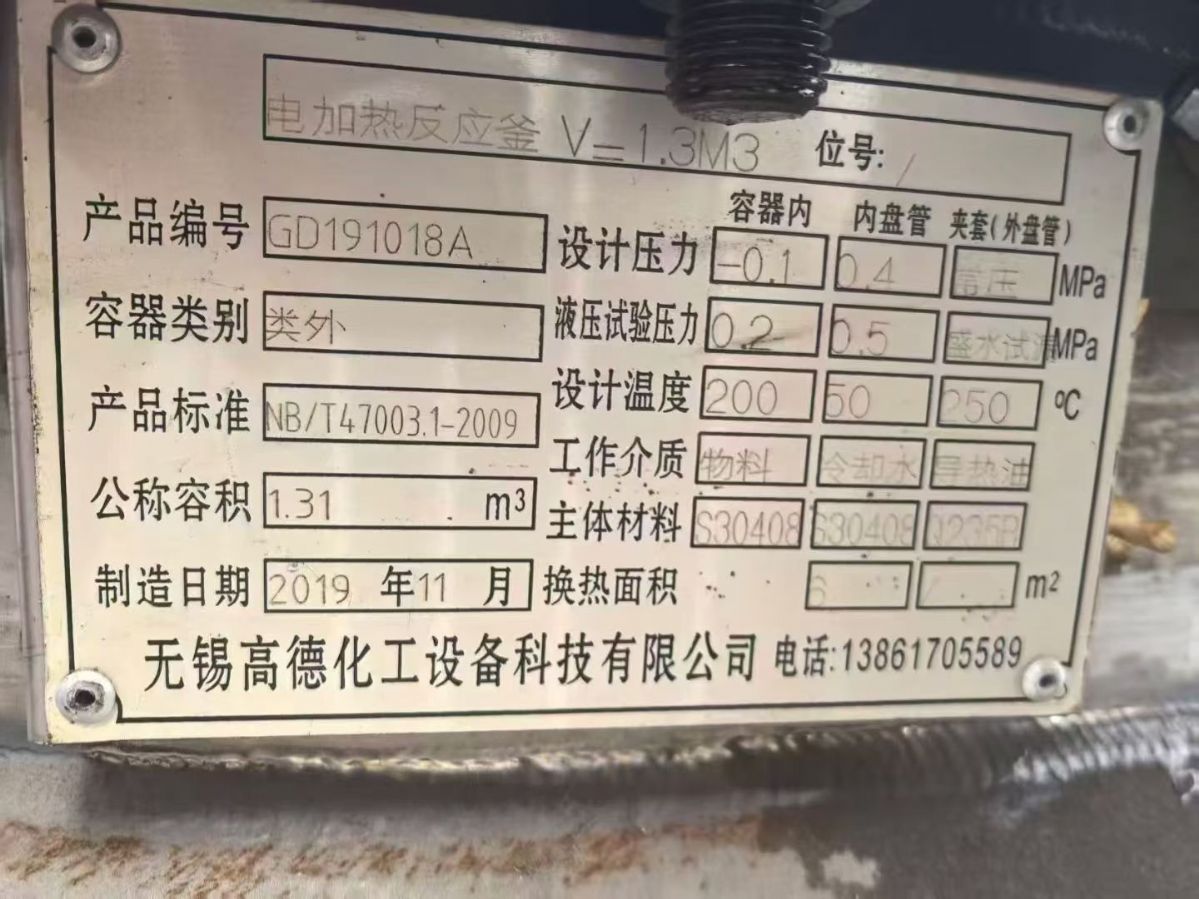 电加热反应釜 V=1.3M3 位号: /
容器内 内盘管 夹套(外盘管)
产品编号 GD191018A 设计压力 -0.1 0.4 常压 MPa
容器类别 类外 液压试验压力 0.2 0.5 盛水试漏 MPa
产品标准 NB/T47003.1-2009 设计温度 200 50 250 ℃
公称容积 1.31 m³ 工作介质 物料 冷却水 导热油
主体材料 S30408 S30408 Q235B
制造日期 2019 年 11 月 换热面积 6 / m²
无锡高德化工设备科技有限公司 电话:13861705589